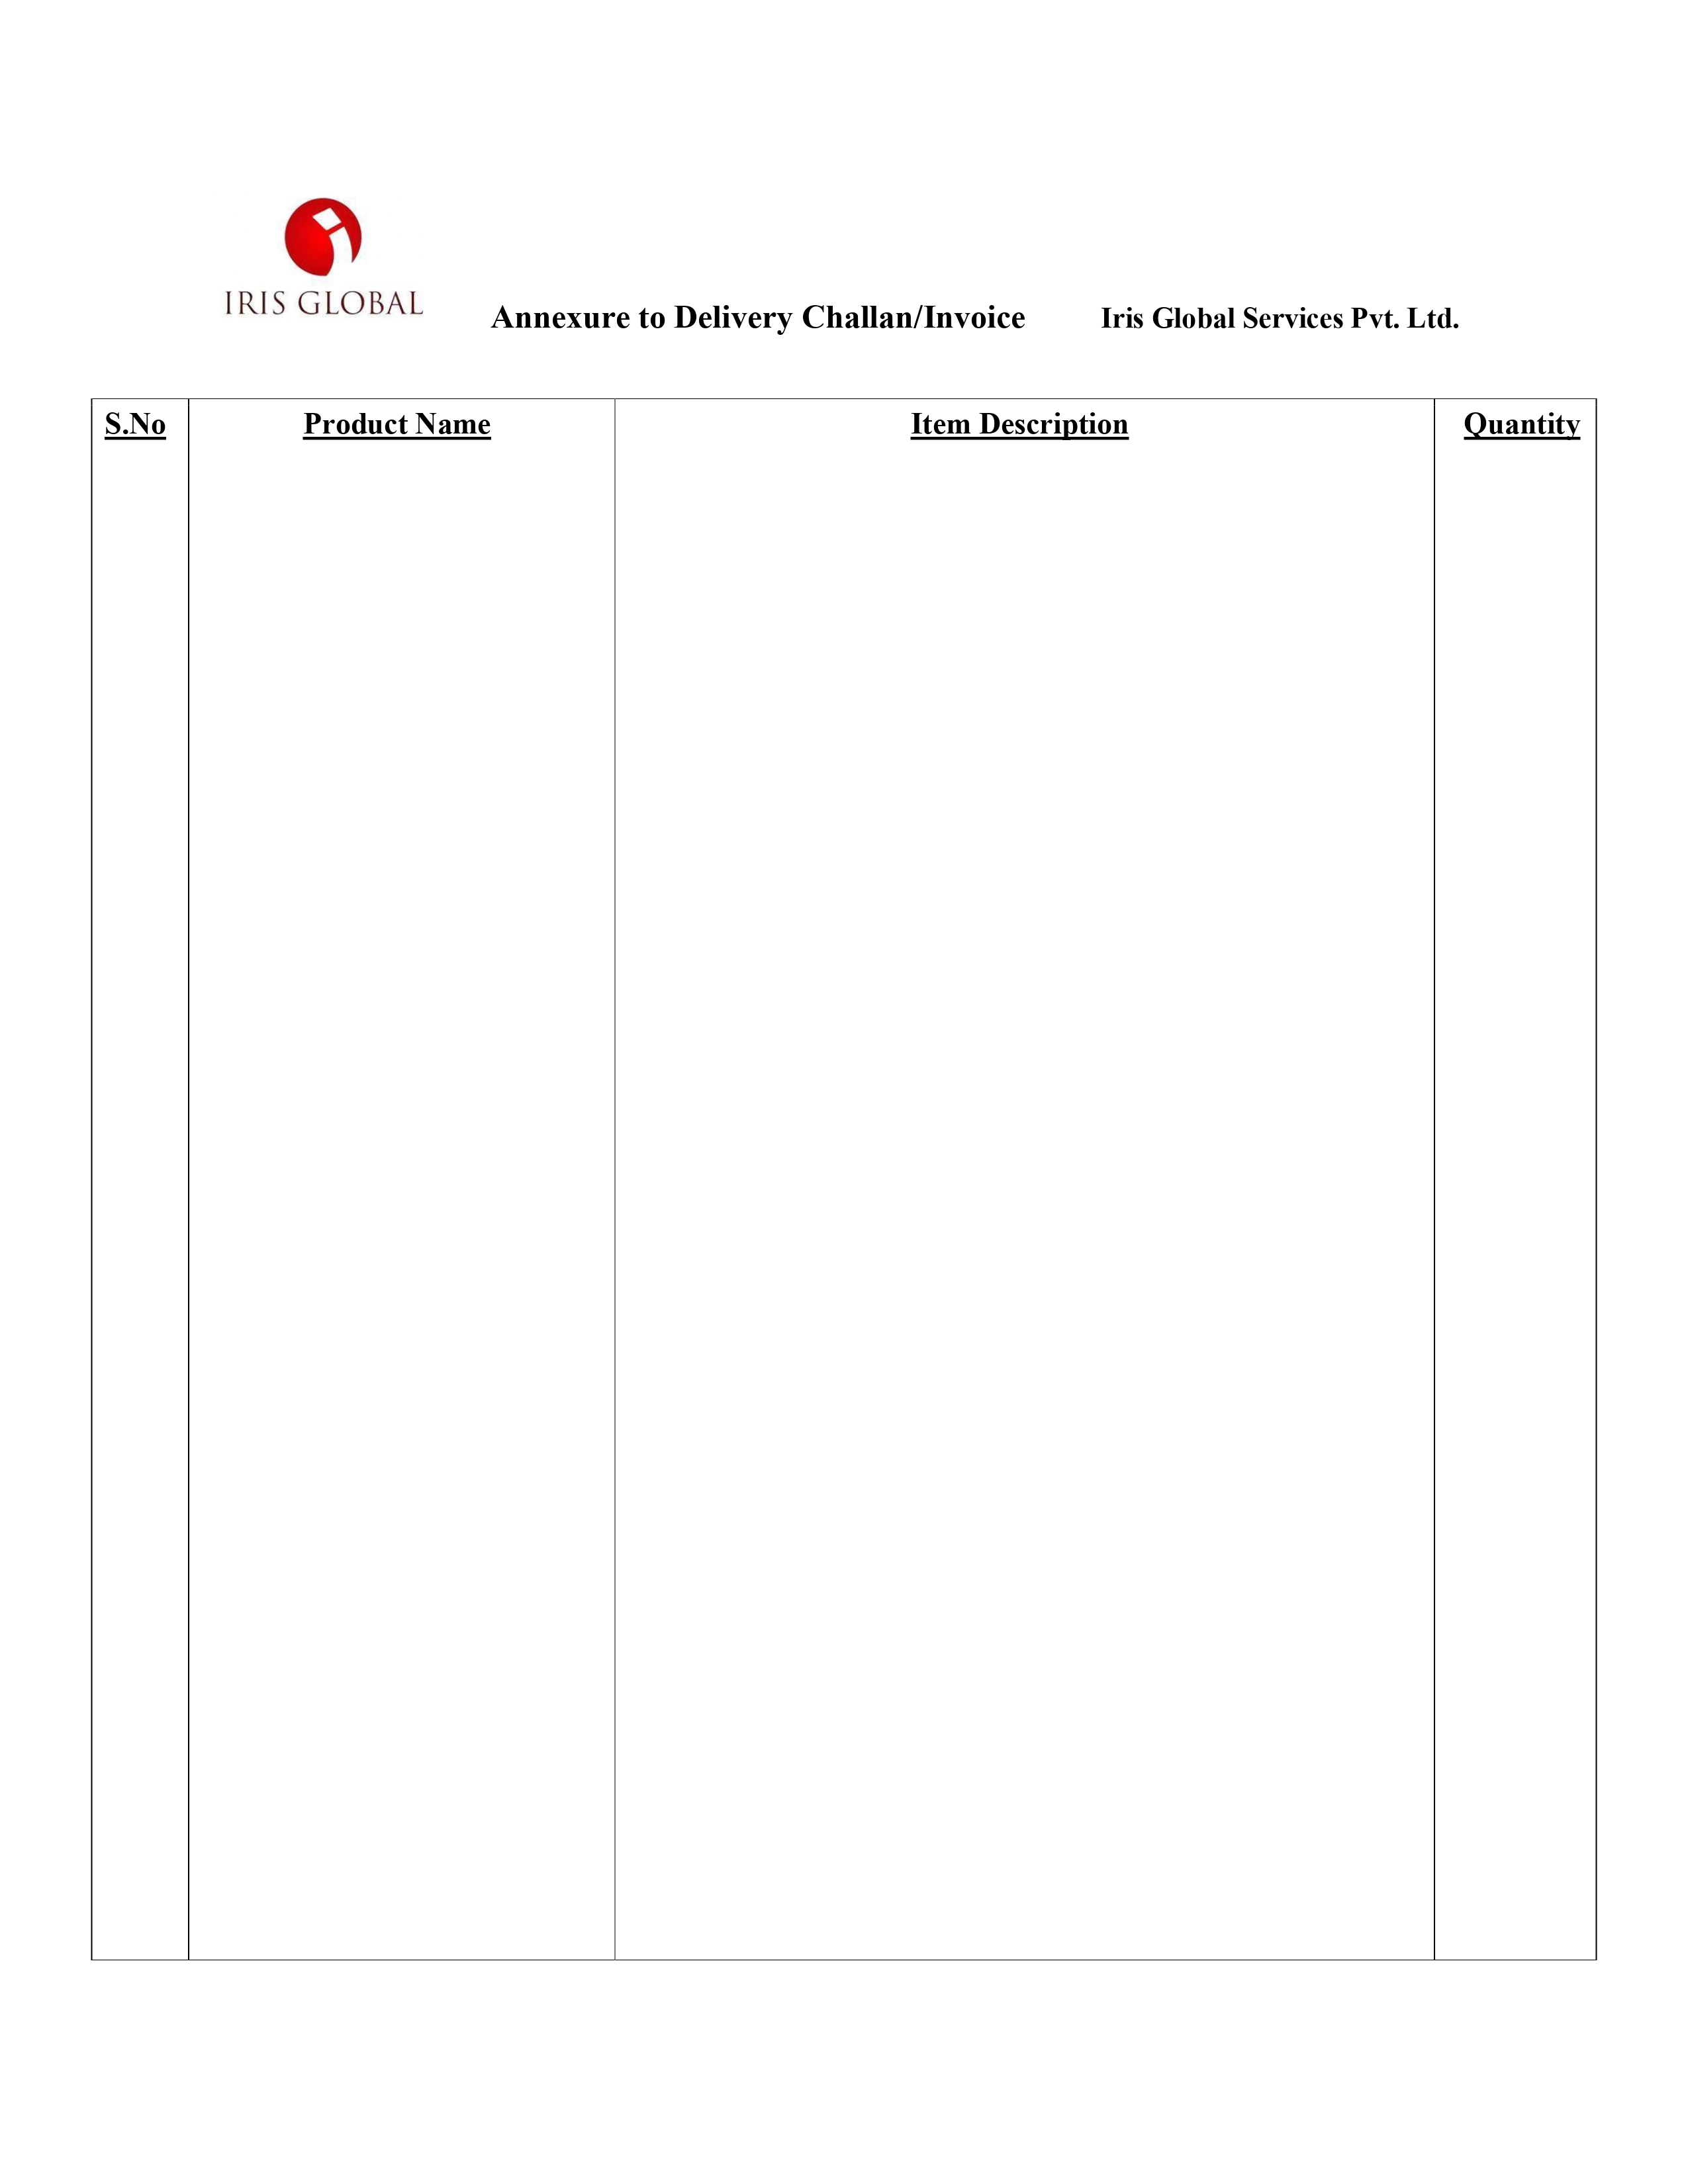 IRIS GLOBAL
Annexure to Delivery Challan/Invoice Iris Global Services Pvt. Ltd.
S.No Product Name Item Description Quantity